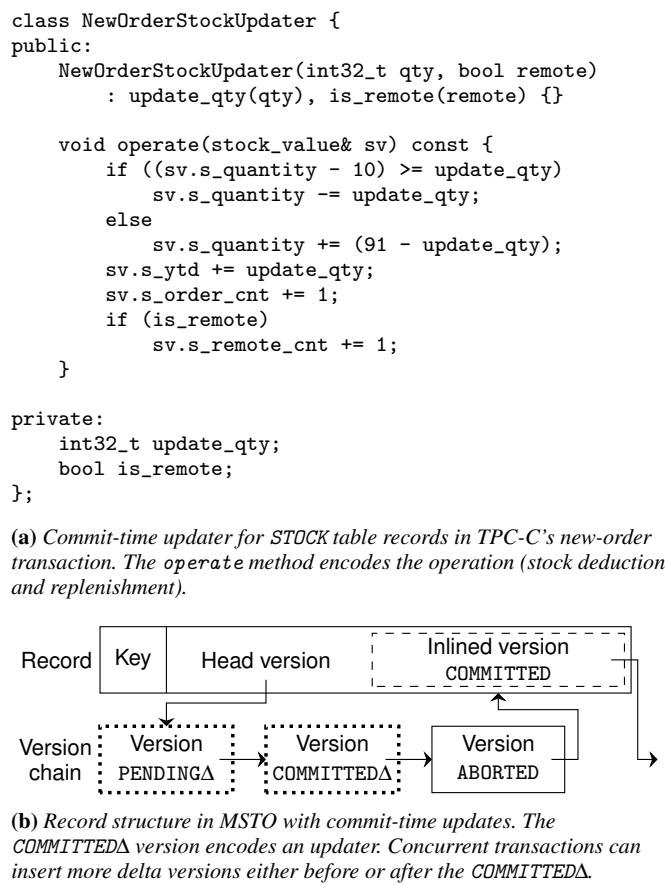 class NewOrderStockUpdater {
public:
    NewOrderStockUpdater(int32_t qty, bool remote)
        : update_qty(qty), is_remote(remote) {}

    void operate(stock_value& sv) const {
        if ((sv.s_quantity - 10) >= update_qty)
            sv.s_quantity -= update_qty;
        else
            sv.s_quantity += (91 - update_qty);
        sv.s_ytd += update_qty;
        sv.s_order_cnt += 1;
        if (is_remote)
            sv.s_remote_cnt += 1;
    }

private:
    int32_t update_qty;
    bool is_remote;
};
(a) Commit-time updater for STOCK table records in TPC-C's new-order
transaction. The operate method encodes the operation (stock deduction
and replenishment).
Record
Key
Head version
Inlined version
COMMITTED
Version
chain
Version
PENDINGΔ
Version
COMMITTEDΔ
Version
ABORTED
(b) Record structure in MSTO with commit-time updates. The
COMMITTEDΔ version encodes an updater. Concurrent transactions can
insert more delta versions either before or after the COMMITTEDΔ.